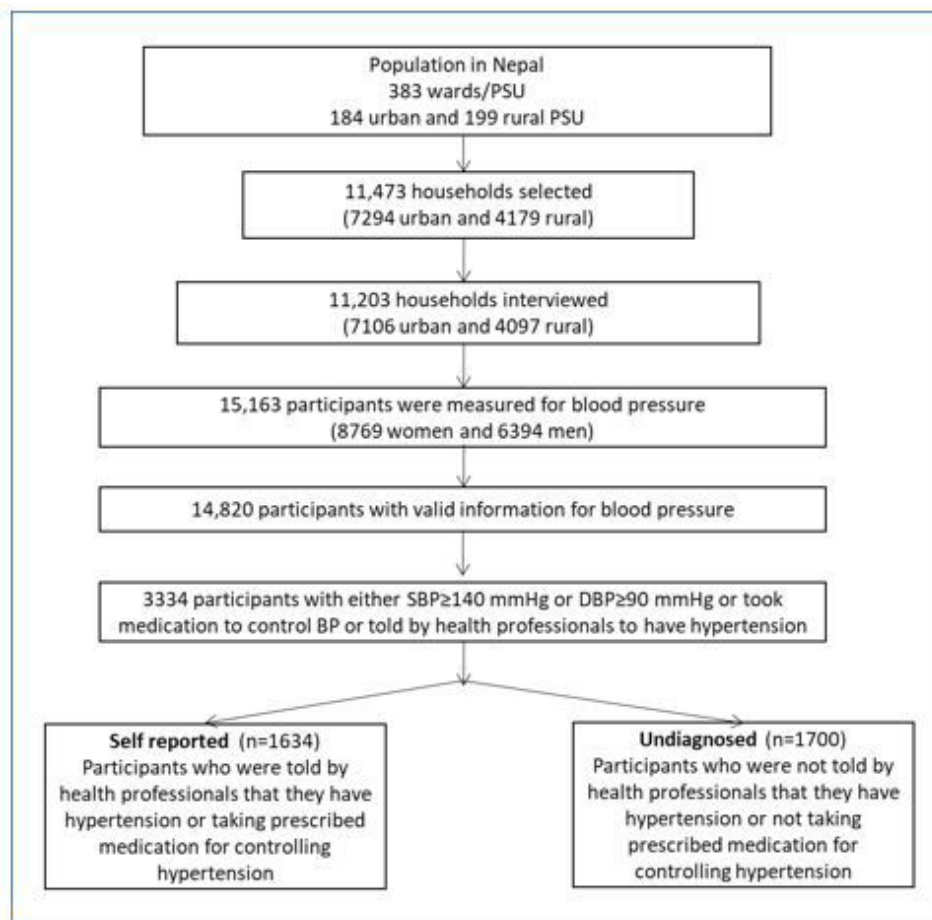 Population in Nepal
383 wards/PSU
184 urban and 199 rural PSU
11,473 households selected
(7294 urban and 4179 rural)
11,203 households interviewed
(7106 urban and 4097 rural)
15,163 participants were measured for blood pressure
(8769 women and 6394 men)
14,820 participants with valid information for blood pressure
3334 participants with either SBP≥140 mmHg or DBP≥90 mmHg or took
medication to control BP or told by health professionals to have hypertension
Self reported (n=1634)
Participants who were told by
health professionals that they have
hypertension or taking prescribed
medication for controlling
hypertension
Undiagnosed (n=1700)
Participants who were not told by
health professionals that they have
hypertension or not taking
prescribed medication for
controlling hypertension